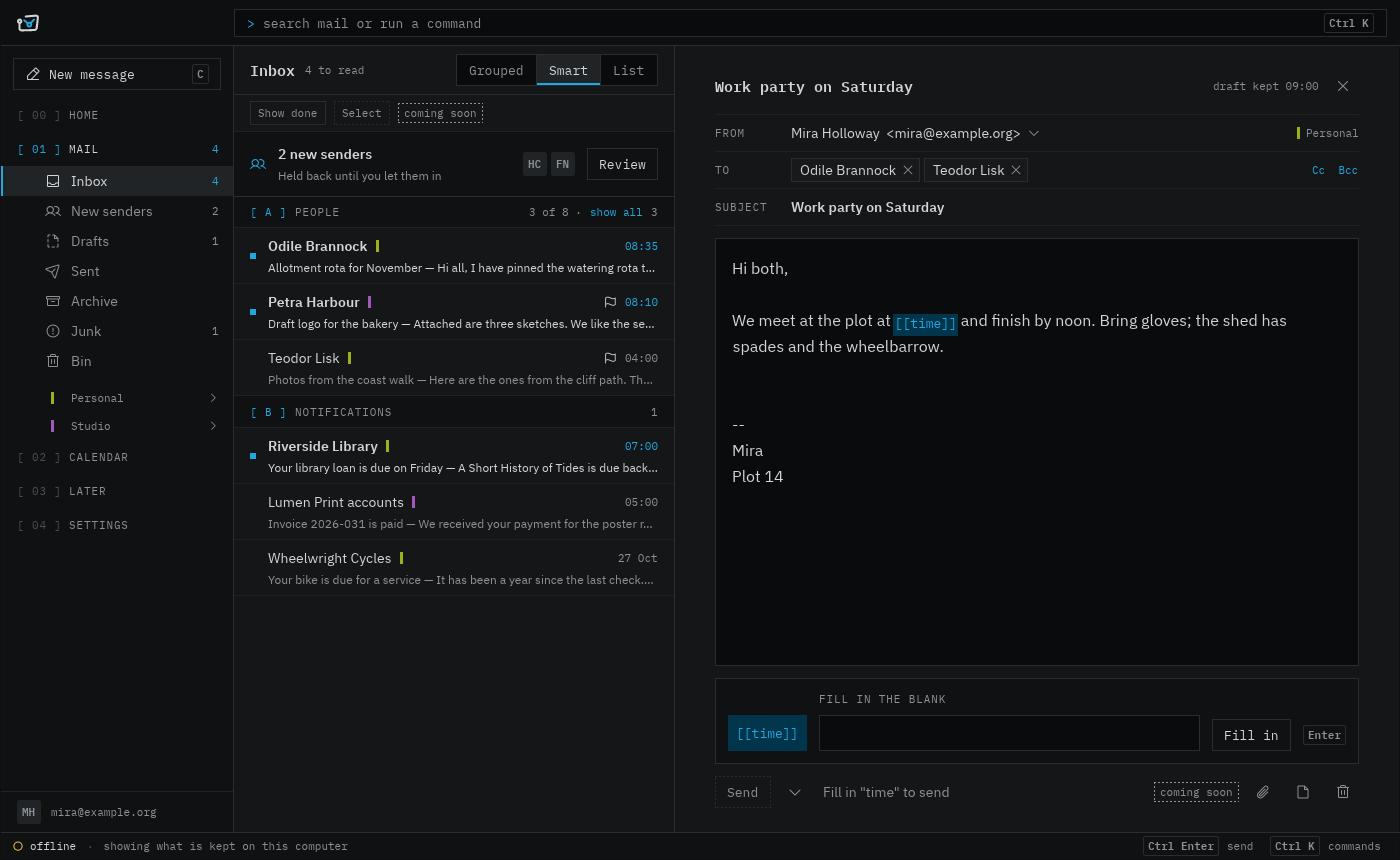 > search mail or run a command
Ctrl K
New message
C
[ 00 ] HOME
[ 01 ] MAIL 4
Inbox 4
New senders 2
Drafts 1
Sent
Archive
Junk 1
Bin
Personal
Studio
[ 02 ] CALENDAR
[ 03 ] LATER
[ 04 ] SETTINGS
MH mira@example.org
Inbox 4 to read
Grouped Smart List
Show done Select coming soon
2 new senders
Held back until you let them in
HC FN Review
[ A ] PEOPLE 3 of 8 · show all 3
Odile Brannock 08:35
Allotment rota for November — Hi all, I have pinned the watering rota t…
Petra Harbour 08:10
Draft logo for the bakery — Attached are three sketches. We like the se…
Teodor Lisk 04:00
Photos from the coast walk — Here are the ones from the cliff path. Th…
[ B ] NOTIFICATIONS 1
Riverside Library 07:00
Your library loan is due on Friday — A Short History of Tides is due back…
Lumen Print accounts 05:00
Invoice 2026-031 is paid — We received your payment for the poster r…
Wheelwright Cycles 27 Oct
Your bike is due for a service — It has been a year since the last check.…
Work party on Saturday
draft kept 09:00
FROM Mira Holloway <mira@example.org> Personal
TO Odile Brannock Teodor Lisk Cc Bcc
SUBJECT Work party on Saturday
Hi both,
We meet at the plot at [[time]] and finish by noon. Bring gloves; the shed has
spades and the wheelbarrow.
--
Mira
Plot 14
FILL IN THE BLANK
[[time]] Fill in Enter
Send Fill in "time" to send coming soon
offline · showing what is kept on this computer
Ctrl Enter send Ctrl K commands